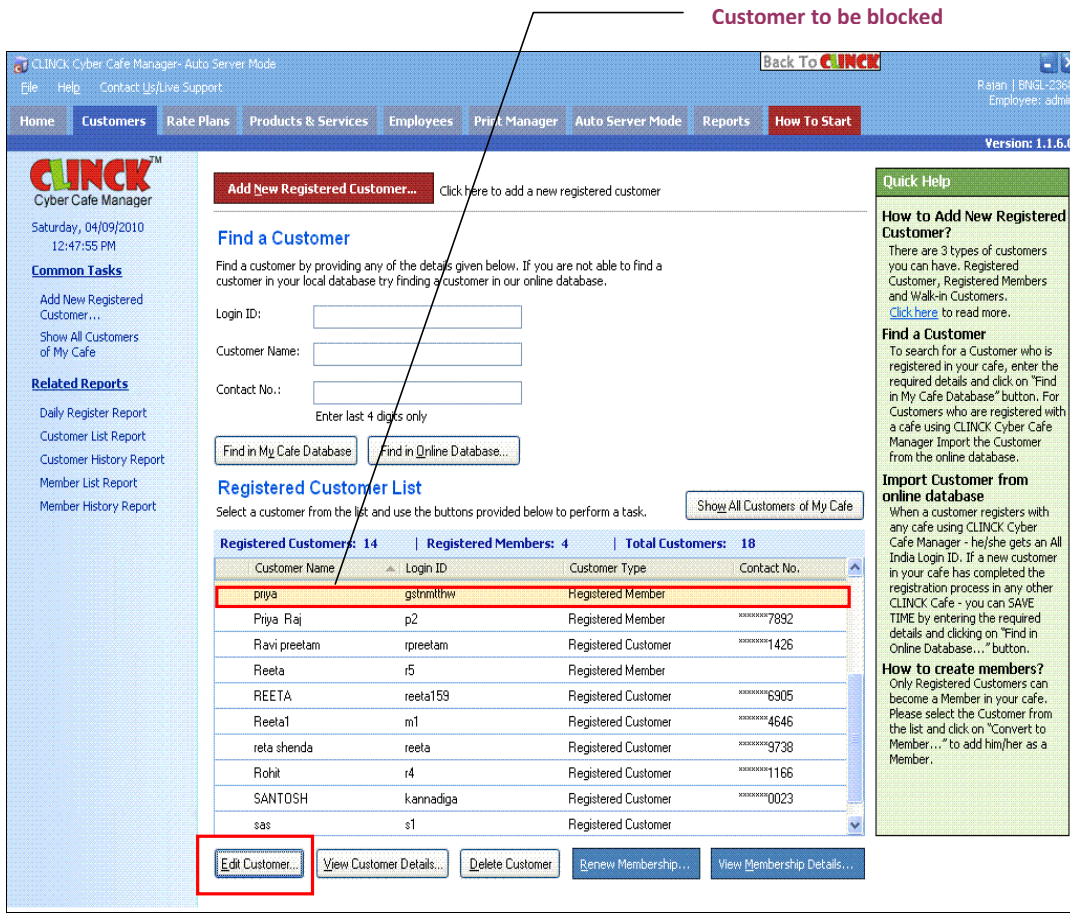 Customer to be blocked
CLINCK Cyber Cafe Manager- Auto Server Mode
Back To CLINCK
File Help Contact Us/Live Support
Rajan | BNGL-236
Employee: admi
Home Customers Rate Plans Products & Services Employees Print Manager Auto Server Mode Reports How To Start
Version: 1.1.6.0
CLINCK TM
Cyber Cafe Manager
Saturday, 04/09/2010
12:47:55 PM
Common Tasks
Add New Registered
Customer...
Show All Customers
of My Cafe
Related Reports
Daily Register Report
Customer List Report
Customer History Report
Member List Report
Member History Report
Add New Registered Customer... Click here to add a new registered customer
Find a Customer
Find a customer by providing any of the details given below. If you are not able to find a
customer in your local database try finding a customer in our online database.
Login ID:
Customer Name:
Contact No.:
Enter last 4 digits only
Find in My Cafe Database Find in Online Database...
Registered Customer List
Select a customer from the list and use the buttons provided below to perform a task.
Show All Customers of My Cafe
Registered Customers: 14 | Registered Members: 4 | Total Customers: 18
Customer Name Login ID Customer Type Contact No.
priya gstnmtthw Registered Member
Priya Raj p2 Registered Member *******7892
Ravi preetam rpreetam Registered Customer *******1426
Reeta r5 Registered Member
REETA reeta159 Registered Customer *******6905
Reeta1 m1 Registered Customer *******4646
reta shenda reeta Registered Customer *******9738
Rohit r4 Registered Customer *******1166
SANTOSH kannadiga Registered Customer *******0023
sas s1 Registered Customer
Edit Customer... View Customer Details... Delete Customer Renew Membership... View Membership Details...
Quick Help
How to Add New Registered
Customer?
There are 3 types of customers
you can have. Registered
Customer, Registered Members
and Walk-in Customers.
Click here to read more.
Find a Customer
To search for a Customer who is
registered in your cafe, enter the
required details and click on "Find
in My Cafe Database" button. For
Customers who are registered with
a cafe using CLINCK Cyber Cafe
Manager Import the Customer
from the online database.
Import Customer from
online database
When a customer registers with
any cafe using CLINCK Cyber
Cafe Manager - he/she gets an All
India Login ID. If a new customer
in your cafe has completed the
registration process in any other
CLINCK Cafe - you can SAVE
TIME by entering the required
details and clicking on "Find in
Online Database..." button.
How to create members?
Only Registered Customers can
become a Member in your cafe.
Please select the Customer from
the list and click on "Convert to
Member..." to add him/her as a
Member.